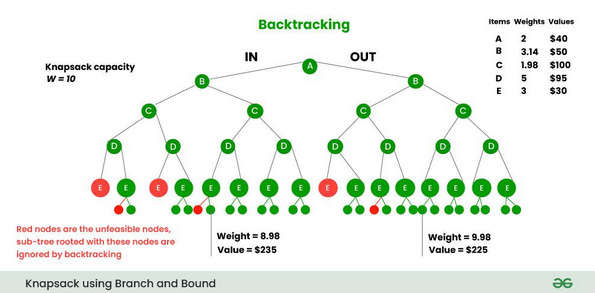 Backtracking
Items Weights Values
A 2 $40
B 3.14 $50
C 1.98 $100
D 5 $95
E 3 $30
IN OUT
Knapsack capacity
W = 10
A
B B
C C C C
D D D D D D D D
E E E E E E E E E E E E E E E E
Red nodes are the unfeasible nodes,
sub-tree rooted with these nodes are
ignored by backtracking
Weight = 8.98
Value = $235
Weight = 9.98
Value = $225
Knapsack using Branch and Bound